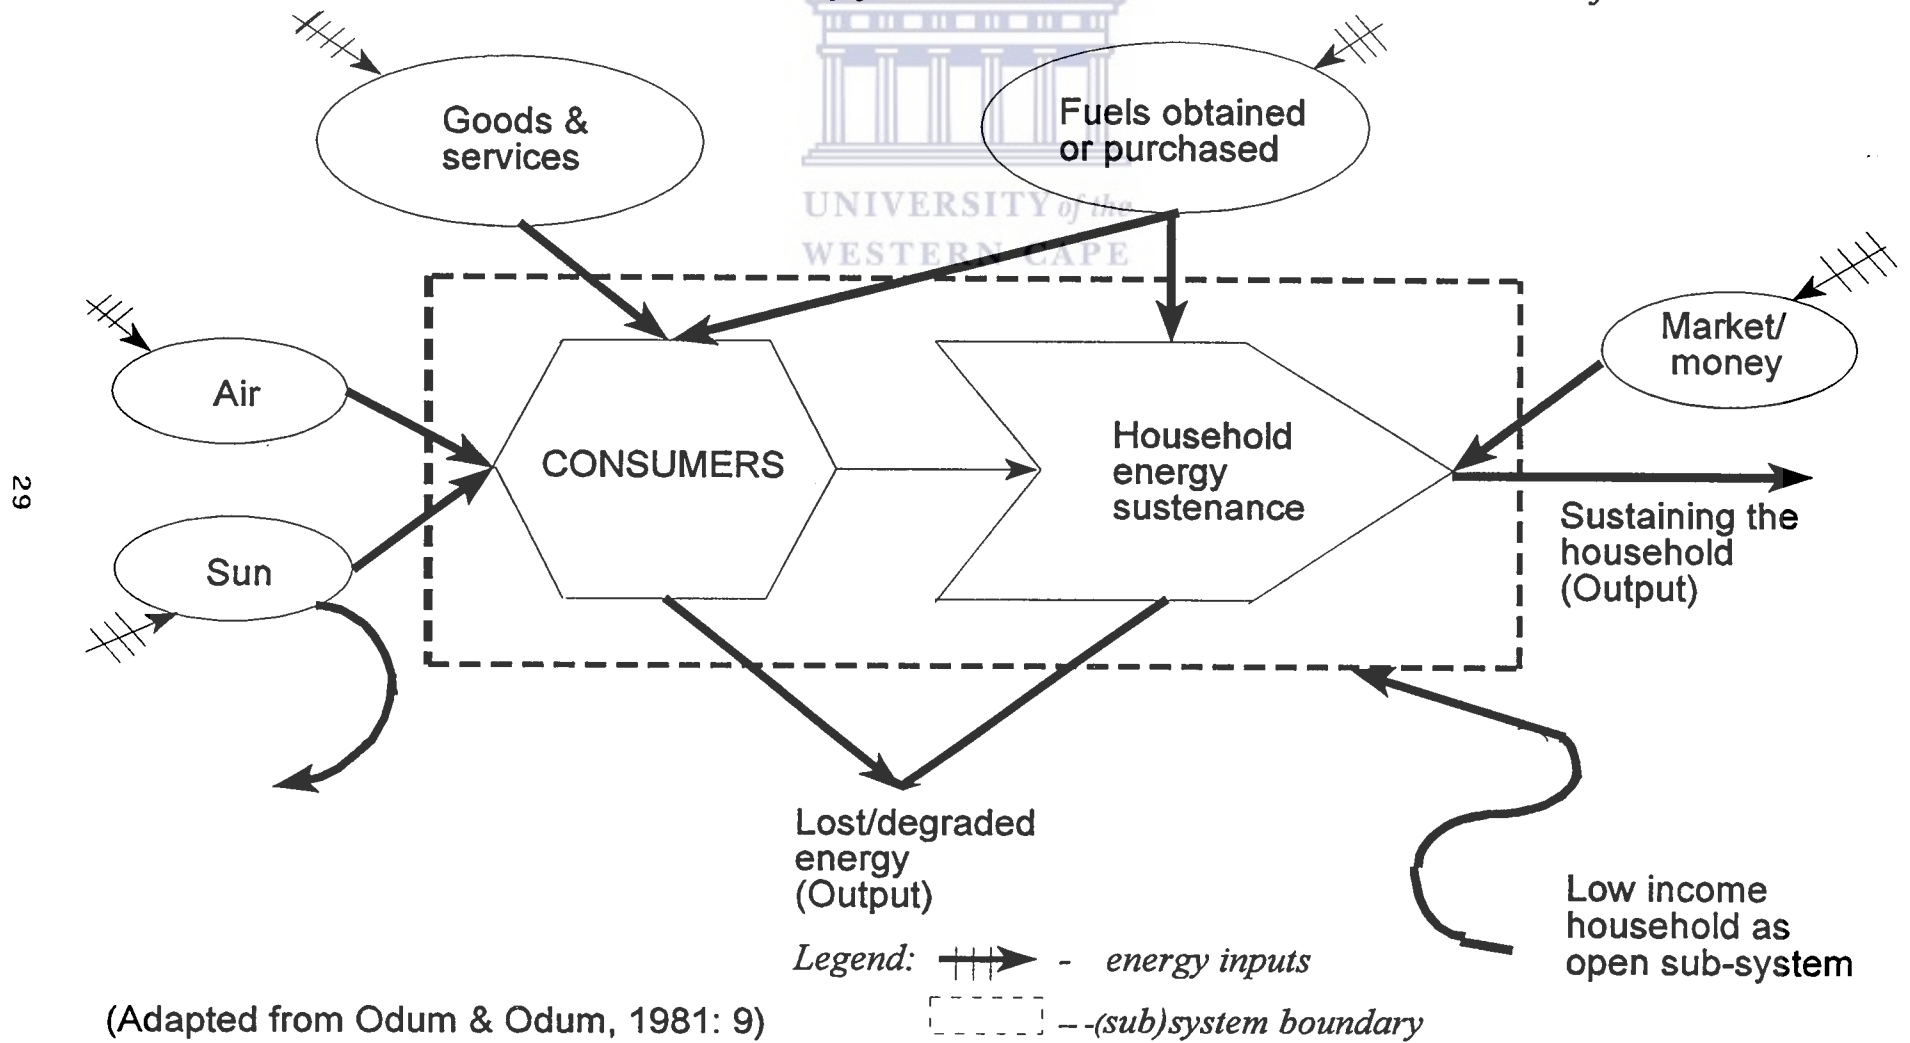 Goods &
services
Fuels obtained
or purchased
UNIVERSITY of the
WESTERN CAPE
Market/
money
Air
CONSUMERS
Household
energy
sustenance
29
Sustaining the
household
(Output)
Sun
Lost/degraded
energy
(Output)
Low income
household as
open sub-system
Legend: - energy inputs
(Adapted from Odum & Odum, 1981: 9)
--(sub)system boundary